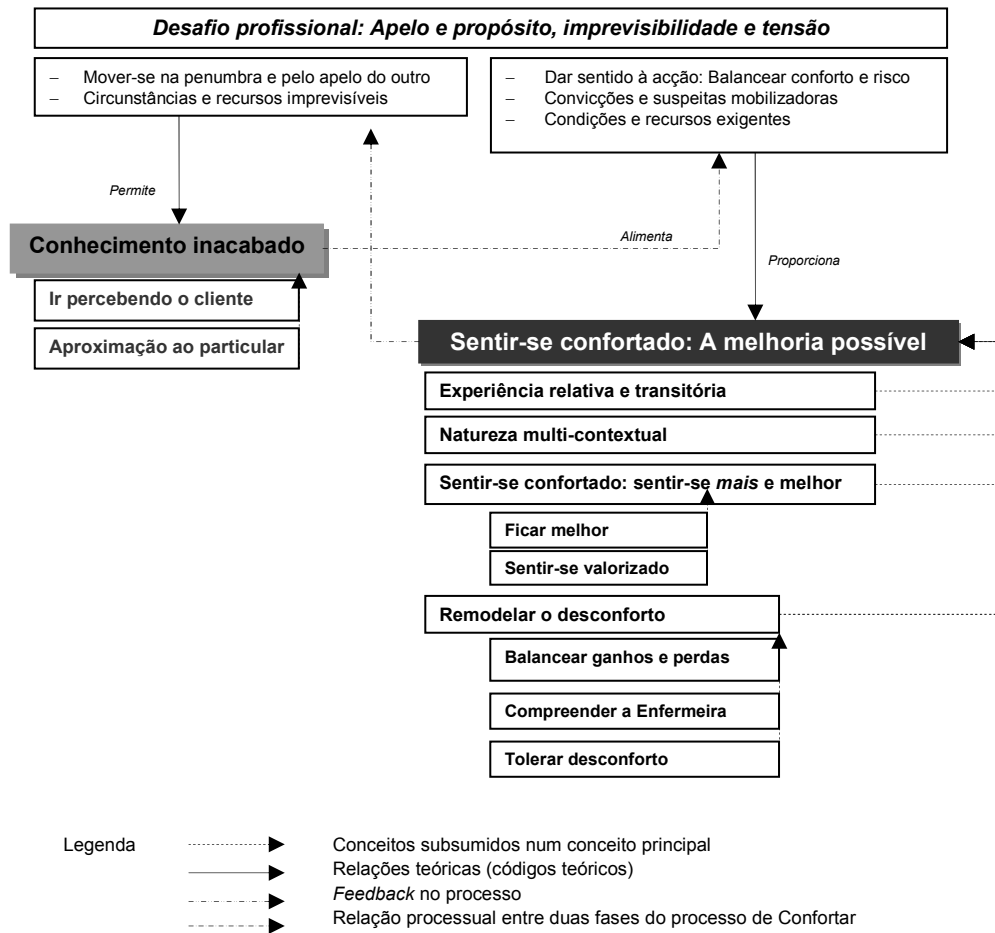 Desafio profissional: Apelo e propósito, imprevisibilidade e tensão
– Mover-se na penumbra e pelo apelo do outro
– Circunstâncias e recursos imprevisíveis
– Dar sentido à acção: Balancear conforto e risco
– Convicções e suspeitas mobilizadoras
– Condições e recursos exigentes
Permite
Conhecimento inacabado
Alimenta
Proporciona
Ir percebendo o cliente
Aproximação ao particular
Sentir-se confortado: A melhoria possível
Experiência relativa e transitória
Natureza multi-contextual
Sentir-se confortado: sentir-se mais e melhor
Ficar melhor
Sentir-se valorizado
Remodelar o desconforto
Balancear ganhos e perdas
Compreender a Enfermeira
Tolerar desconforto
Legenda
Conceitos subsumidos num conceito principal
Relações teóricas (códigos teóricos)
Feedback no processo
Relação processual entre duas fases do processo de Confortar